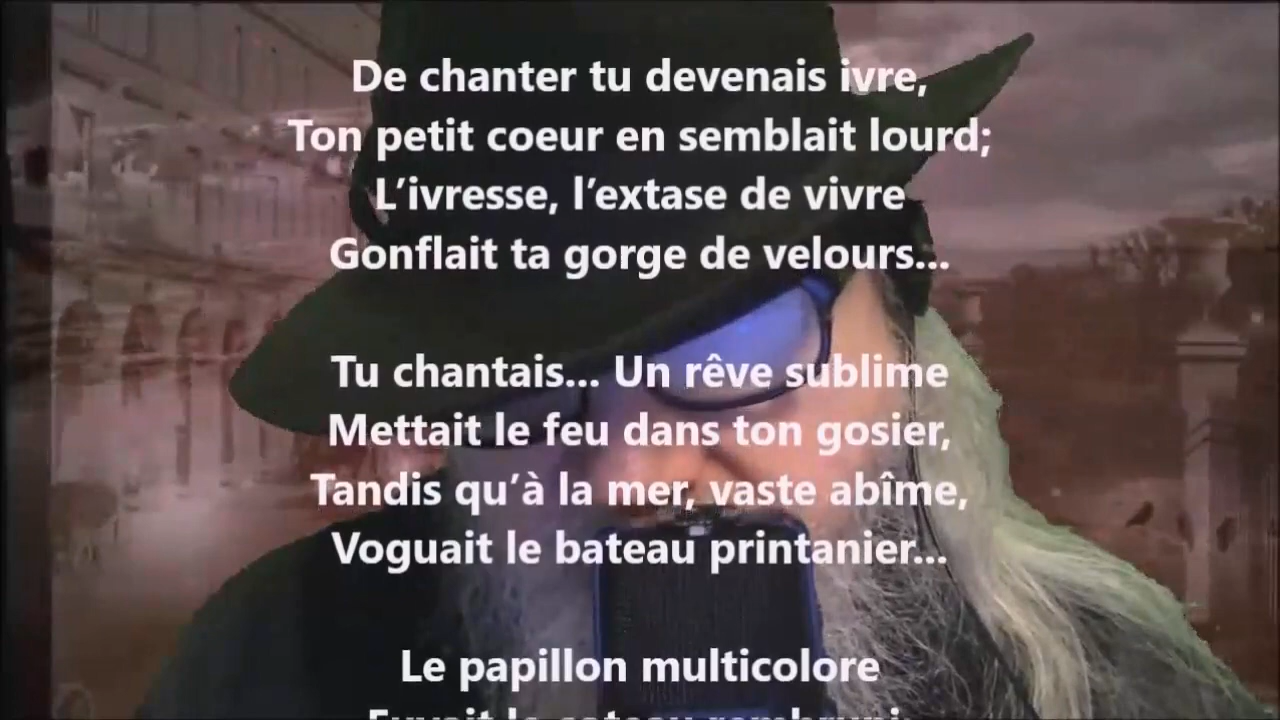 De chanter tu devenais ivre,
Ton petit coeur en semblait lourd;
L’ivresse, l’extase de vivre
Gonflait ta gorge de velours...
Tu chantais... Un rêve sublime
Mettait le feu dans ton gosier,
Tandis qu’à la mer, vaste abîme,
Voguait le bateau printanier...
Le papillon multicolore